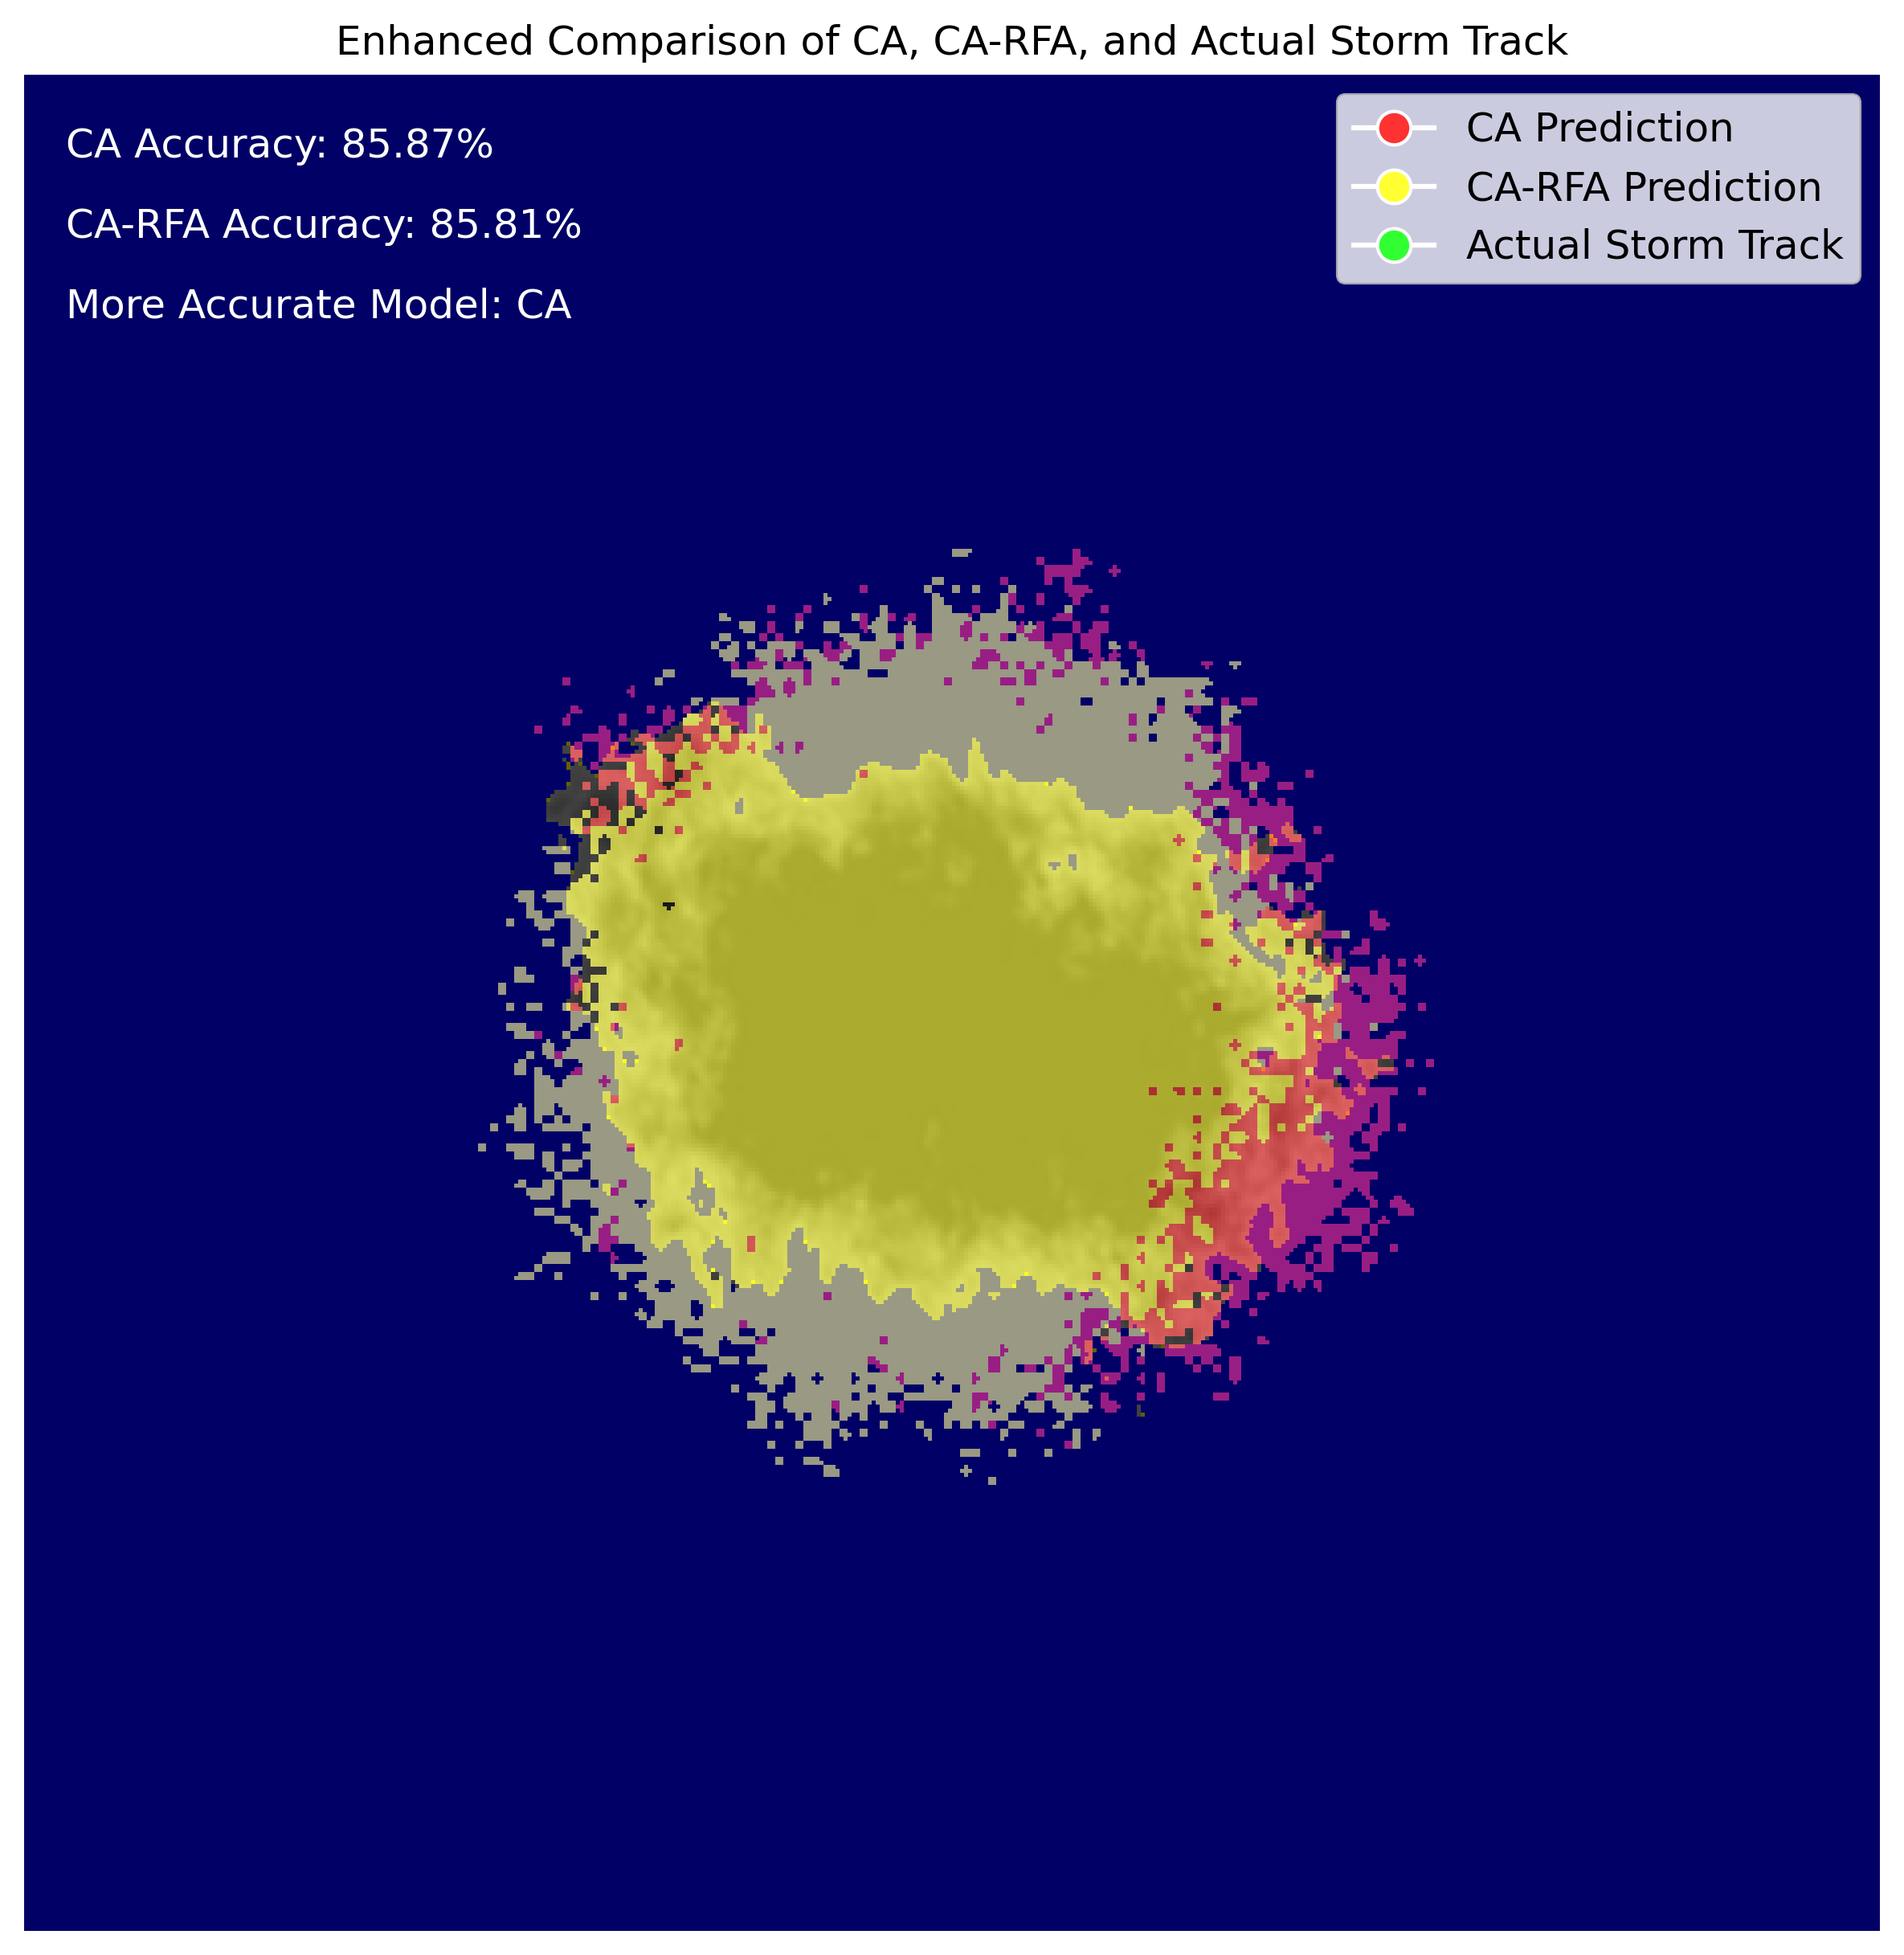 Enhanced Comparison of CA, CA-RFA, and Actual Storm Track
CA Accuracy: 85.87%
CA-RFA Accuracy: 85.81%
More Accurate Model: CA
CA Prediction
CA-RFA Prediction
Actual Storm Track